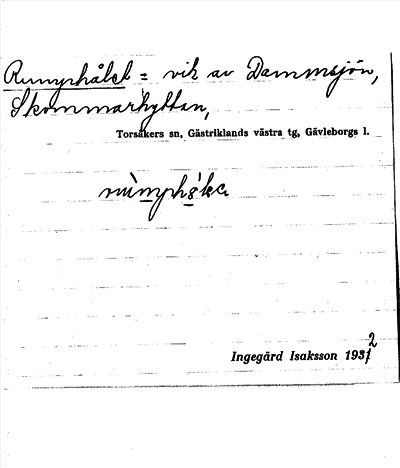 Rumphålet = vik av Dammsjön,
Skommarhyttan,
Torsåkers sn, Gästriklands västra tg, Gävleborgs l.
Ingegärd Isaksson 1932